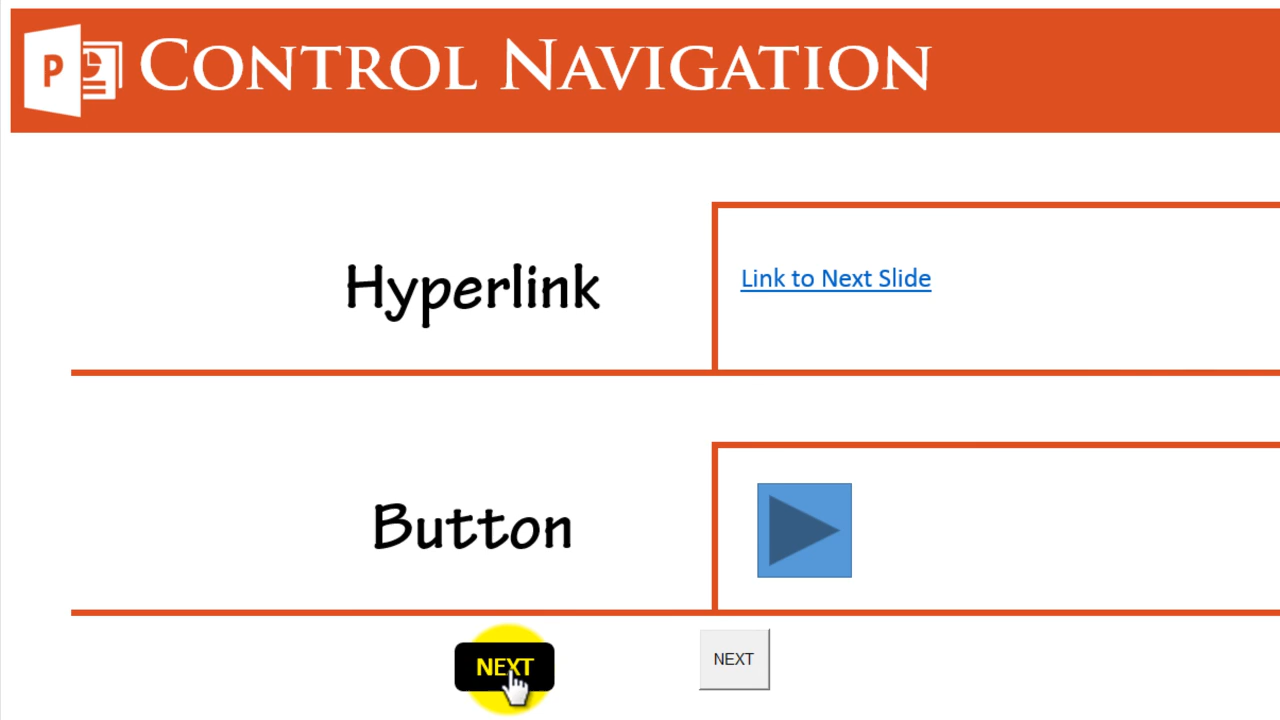 P CONTROL NAVIGATION
Hyperlink
Link to Next Slide
Button
NEXT
NEXT